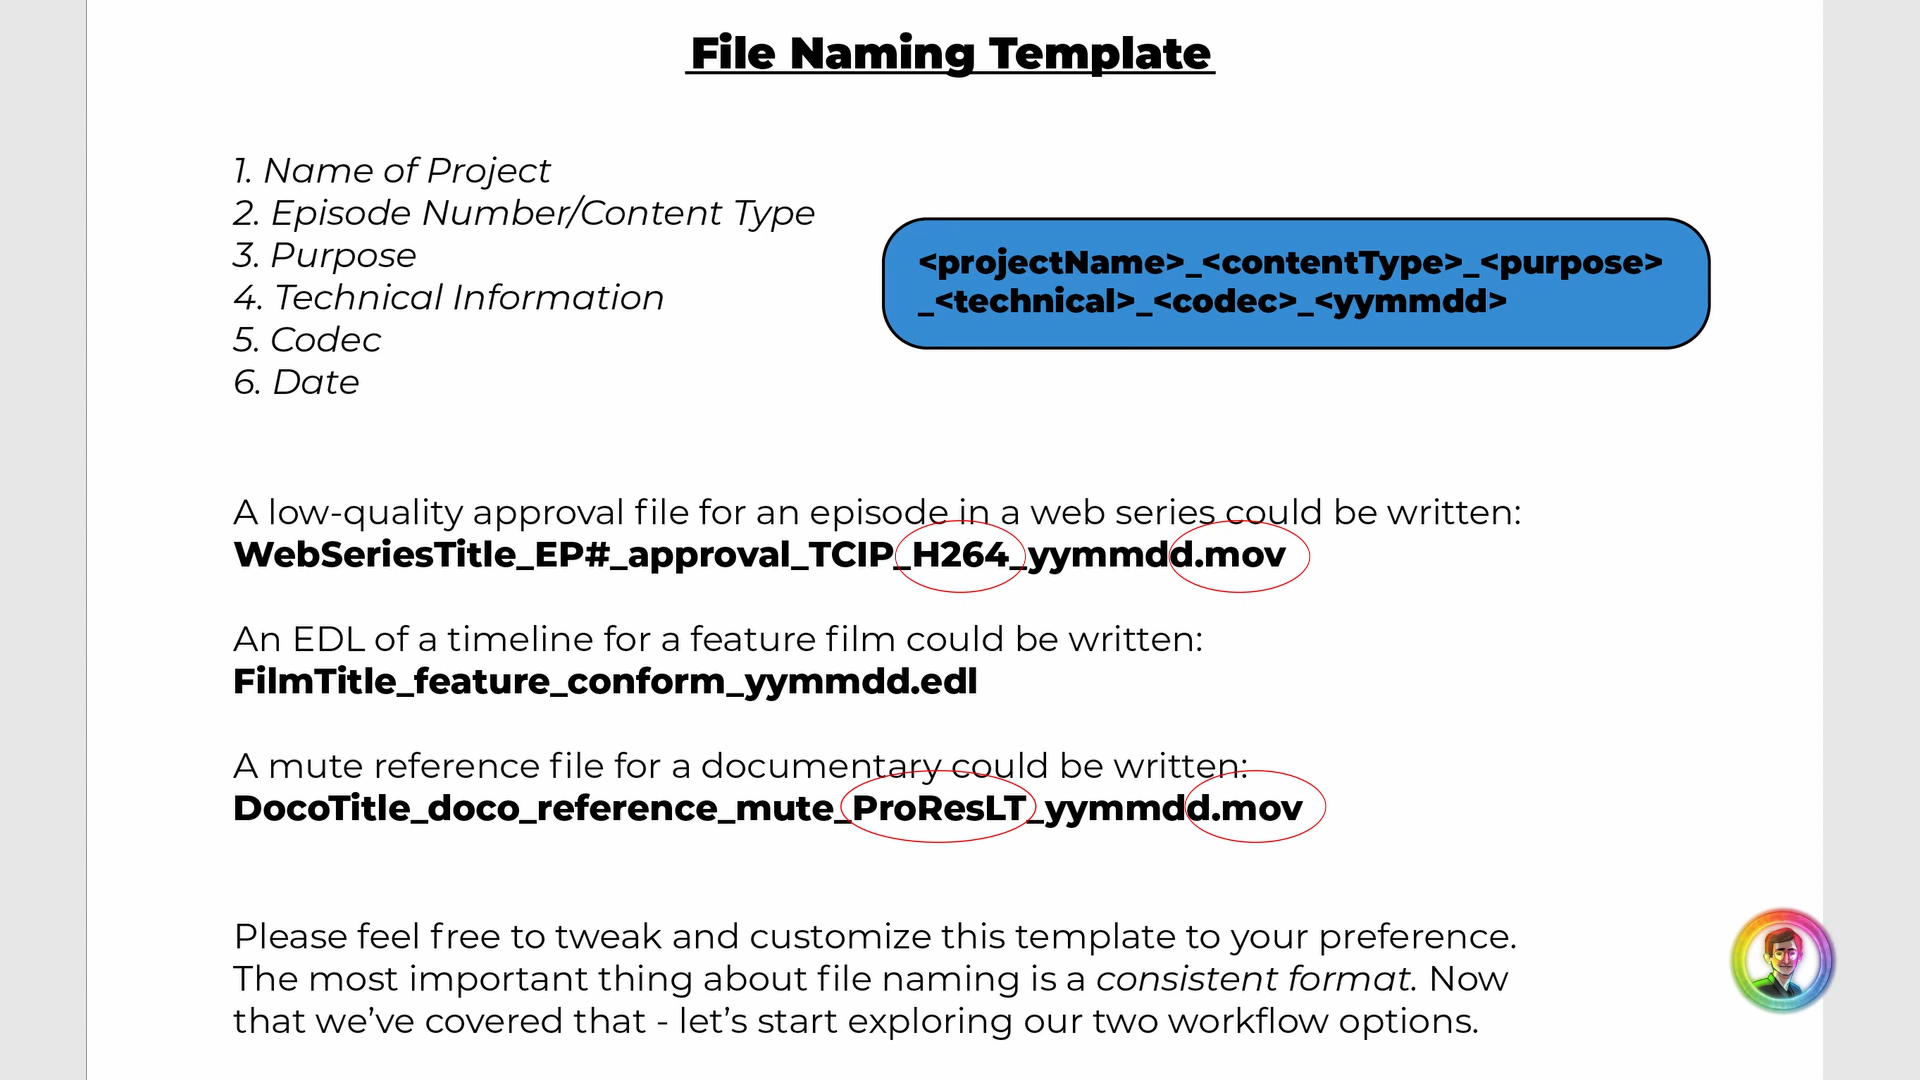 File Naming Template
1. Name of Project
2. Episode Number/Content Type
3. Purpose
4. Technical Information
5. Codec
6. Date
<projectName>_<contentType>_<purpose>
_<technical>_<codec>_<yymmdd>
A low-quality approval file for an episode in a web series could be written:
WebSeriesTitle_EP#_approval_TCIP_H264_yymmdd.mov
An EDL of a timeline for a feature film could be written:
FilmTitle_feature_conform_yymmdd.edl
A mute reference file for a documentary could be written:
DocoTitle_doco_reference_mute_ProResLT_yymmdd.mov
Please feel free to tweak and customize this template to your preference.
The most important thing about file naming is a consistent format. Now
that we’ve covered that - let’s start exploring our two workflow options.